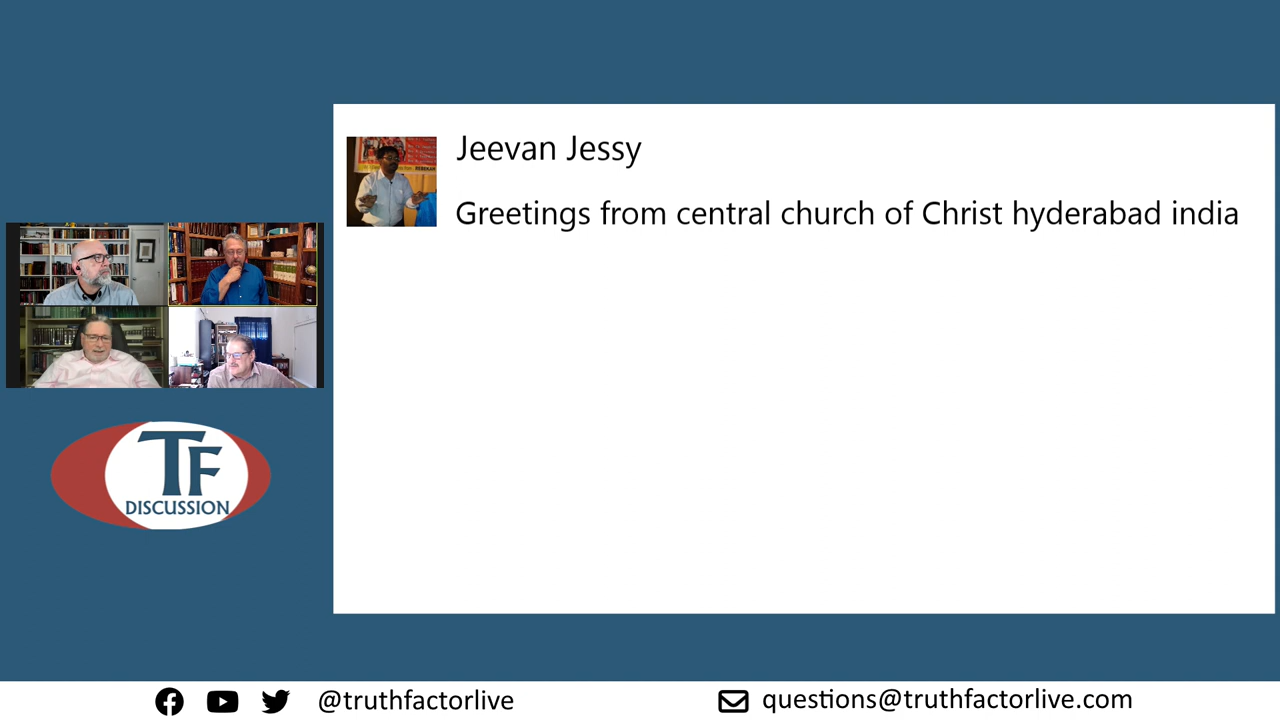 Jeevan Jessy
Greetings from central church of Christ hyderabad india
TF
DISCUSSION
@truthfactorlive
questions@truthfactorlive.com